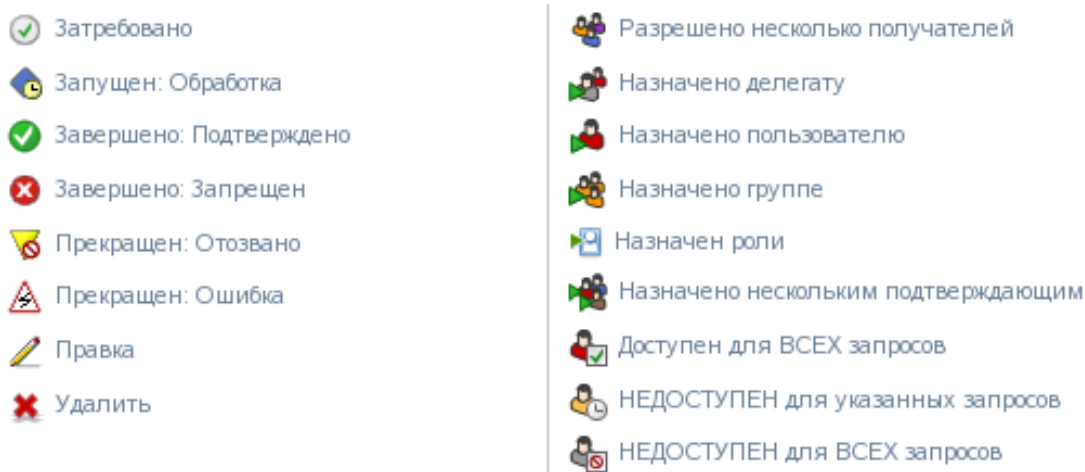 Затребовано
Запущен: Обработка
Завершено: Подтверждено
Завершено: Запрещен
Прекращен: Отозвано
Прекращен: Ошибка
Правка
Удалить
Разрешено несколько получателей
Назначено делегату
Назначено пользователю
Назначено группе
Назначен роли
Назначено нескольким подтверждающим
Доступен для ВСЕХ запросов
НЕДОСТУПЕН для указанных запросов
НЕДОСТУПЕН для ВСЕХ запросов